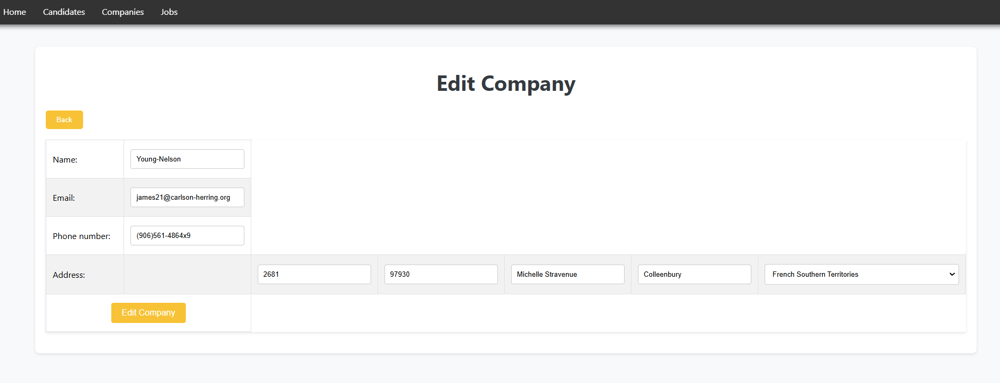 Home Candidates Companies Jobs
Edit Company
Back
Name: Young-Nelson
Email: james21@carlson-herring.org
Phone number: (906)561-4864x9
Address: 2681 97930 Michelle Stravenue Colleenbury French Southern Territories
Edit Company